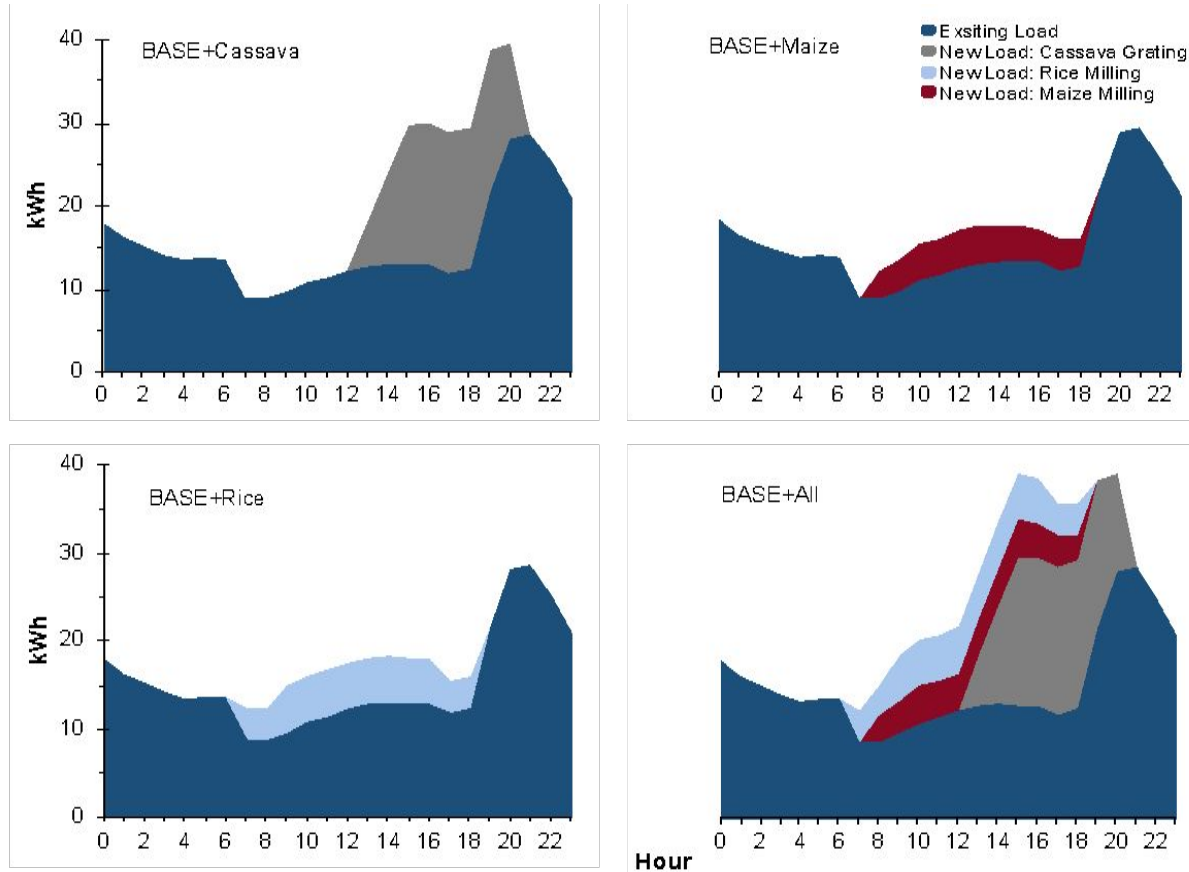 BASE+Cassava
kWh
40
30
20
10
0
0 2 4 6 8 10 12 14 16 18 20 22
BASE+Maize
Exsiting Load
New Load: Cassava Grating
New Load: Rice Milling
New Load: Maize Milling
0 2 4 6 8 10 12 14 16 18 20 22
BASE+Rice
kWh
40
30
20
10
0
0 2 4 6 8 10 12 14 16 18 20 22
BASE+All
0 2 4 6 8 10 12 14 16 18 20 22
Hour